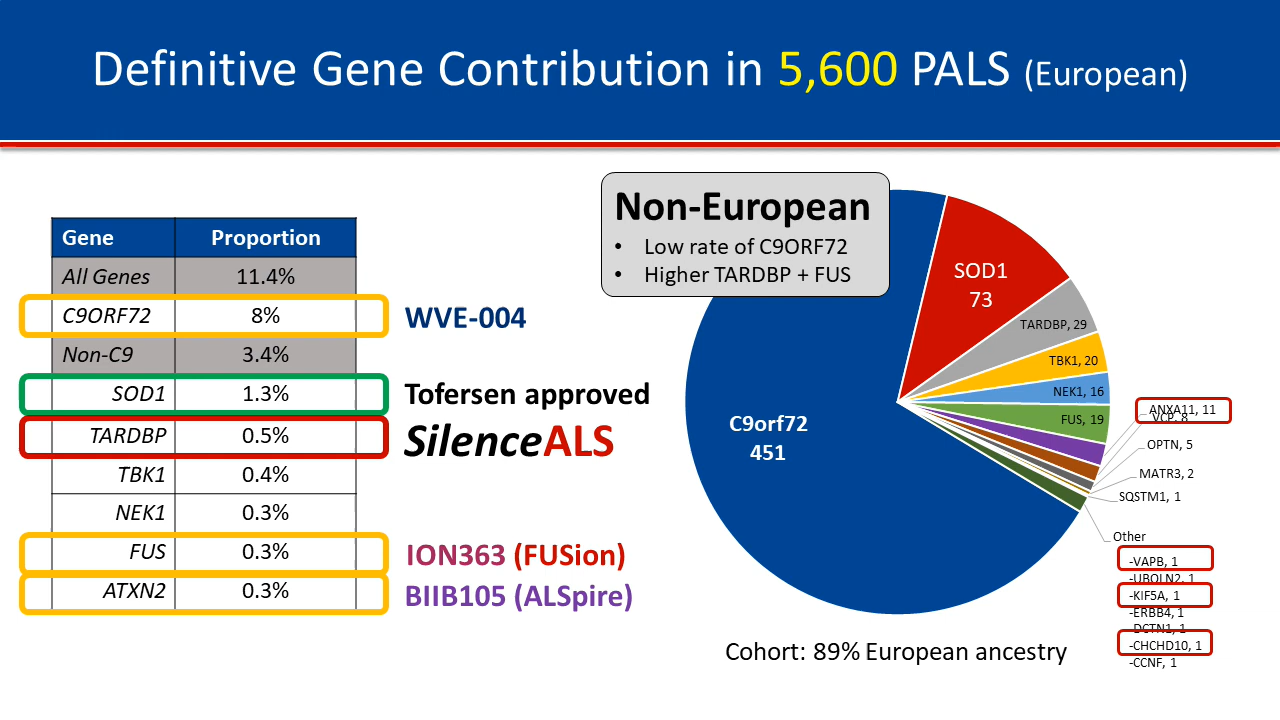 Definitive Gene Contribution in 5,600 PALS (European)
Gene Proportion
All Genes 11.4%
C9ORF72 8%
Non-C9 3.4%
SOD1 1.3%
TARDBP 0.5%
TBK1 0.4%
NEK1 0.3%
FUS 0.3%
ATXN2 0.3%
WVE-004
Tofersen approved
SilenceALS
ION363 (FUSion)
BIIB105 (ALSpire)
Non-European
• Low rate of C9ORF72
• Higher TARDBP + FUS
SOD1
73
TARDBP, 29
TBK1, 20
NEK1, 16
FUS, 19
C9orf72
451
ANXA11, 11
VCP, 8
OPTN, 5
MATR3, 2
SQSTM1, 1
Other
-VAPB, 1
-UBQLN2, 1
-KIF5A, 1
-ERBB4, 1
-DCTN1, 1
-CHCHD10, 1
-CCNF, 1
Cohort: 89% European ancestry